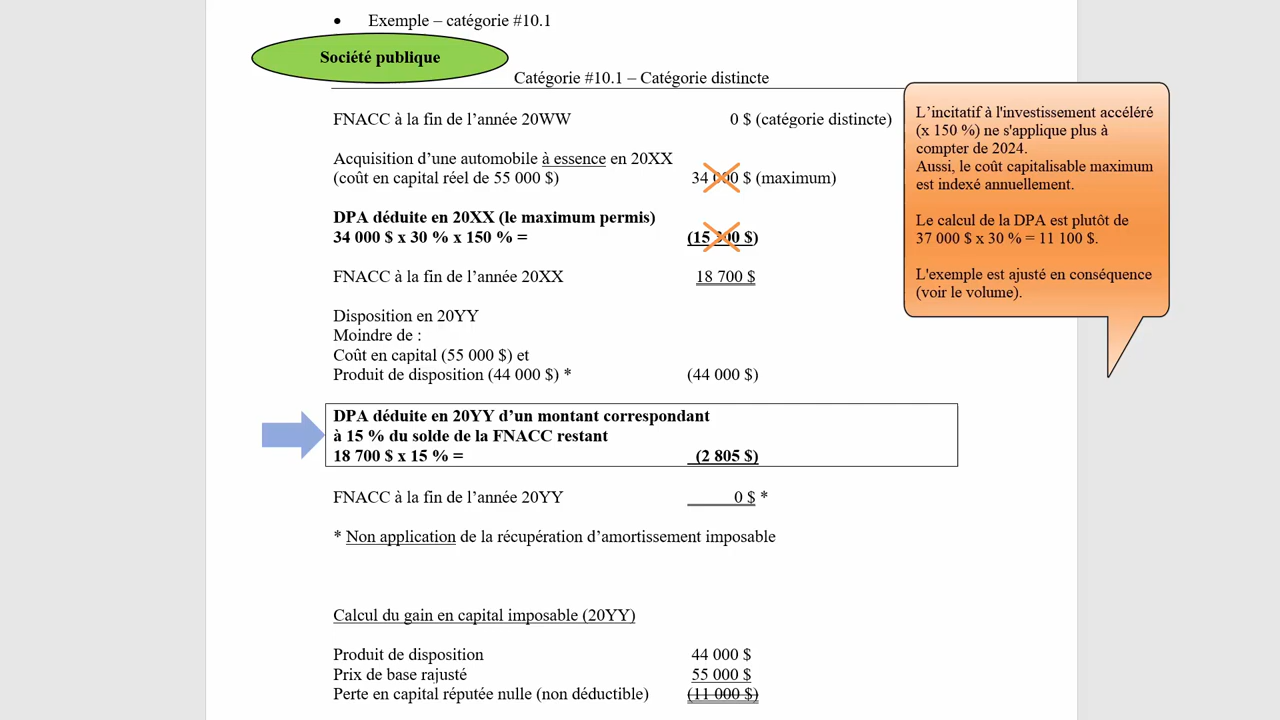 • Exemple – catégorie #10.1
Société publique
Catégorie #10.1 – Catégorie distincte
FNACC à la fin de l'année 20WW 0 $ (catégorie distincte)
Acquisition d'une automobile à essence en 20XX
(coût en capital réel de 55 000 $) 34 000 $ (maximum)
DPA déduite en 20XX (le maximum permis)
34 000 $ x 30 % x 150 % = (15 300 $)
FNACC à la fin de l'année 20XX 18 700 $
Disposition en 20YY
Moindre de :
Coût en capital (55 000 $) et
Produit de disposition (44 000 $) * (44 000 $)
DPA déduite en 20YY d'un montant correspondant
à 15 % du solde de la FNACC restant
18 700 $ x 15 % = (2 805 $)
FNACC à la fin de l'année 20YY 0 $ *
* Non application de la récupération d'amortissement imposable
Calcul du gain en capital imposable (20YY)
Produit de disposition 44 000 $
Prix de base rajusté 55 000 $
Perte en capital réputée nulle (non déductible) (11 000 $)
L'incitatif à l'investissement accéléré
(x 150 %) ne s'applique plus à
compter de 2024.
Aussi, le coût capitalisable maximum
est indexé annuellement.
Le calcul de la DPA est plutôt de
37 000 $ x 30 % = 11 100 $.
L'exemple est ajusté en conséquence
(voir le volume).